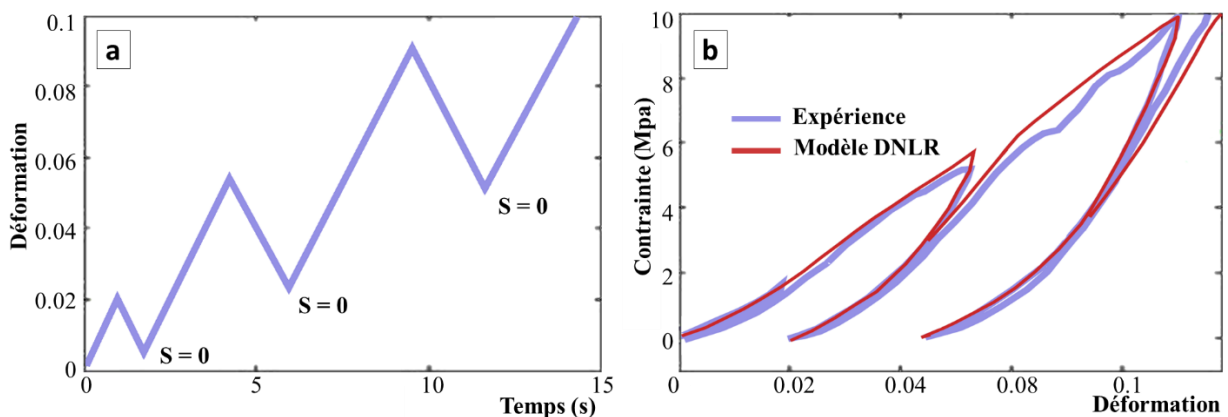 a
Déformation
0.1
0.08
0.06
0.04
0.02
0
S = 0
S = 0
S = 0
0
5
10
15
Temps (s)
b
Contrainte (Mpa)
10
8
6
4
2
0
Expérience
Modèle DNLR
0
0.02
0.04
0.08
0.1
Déformation